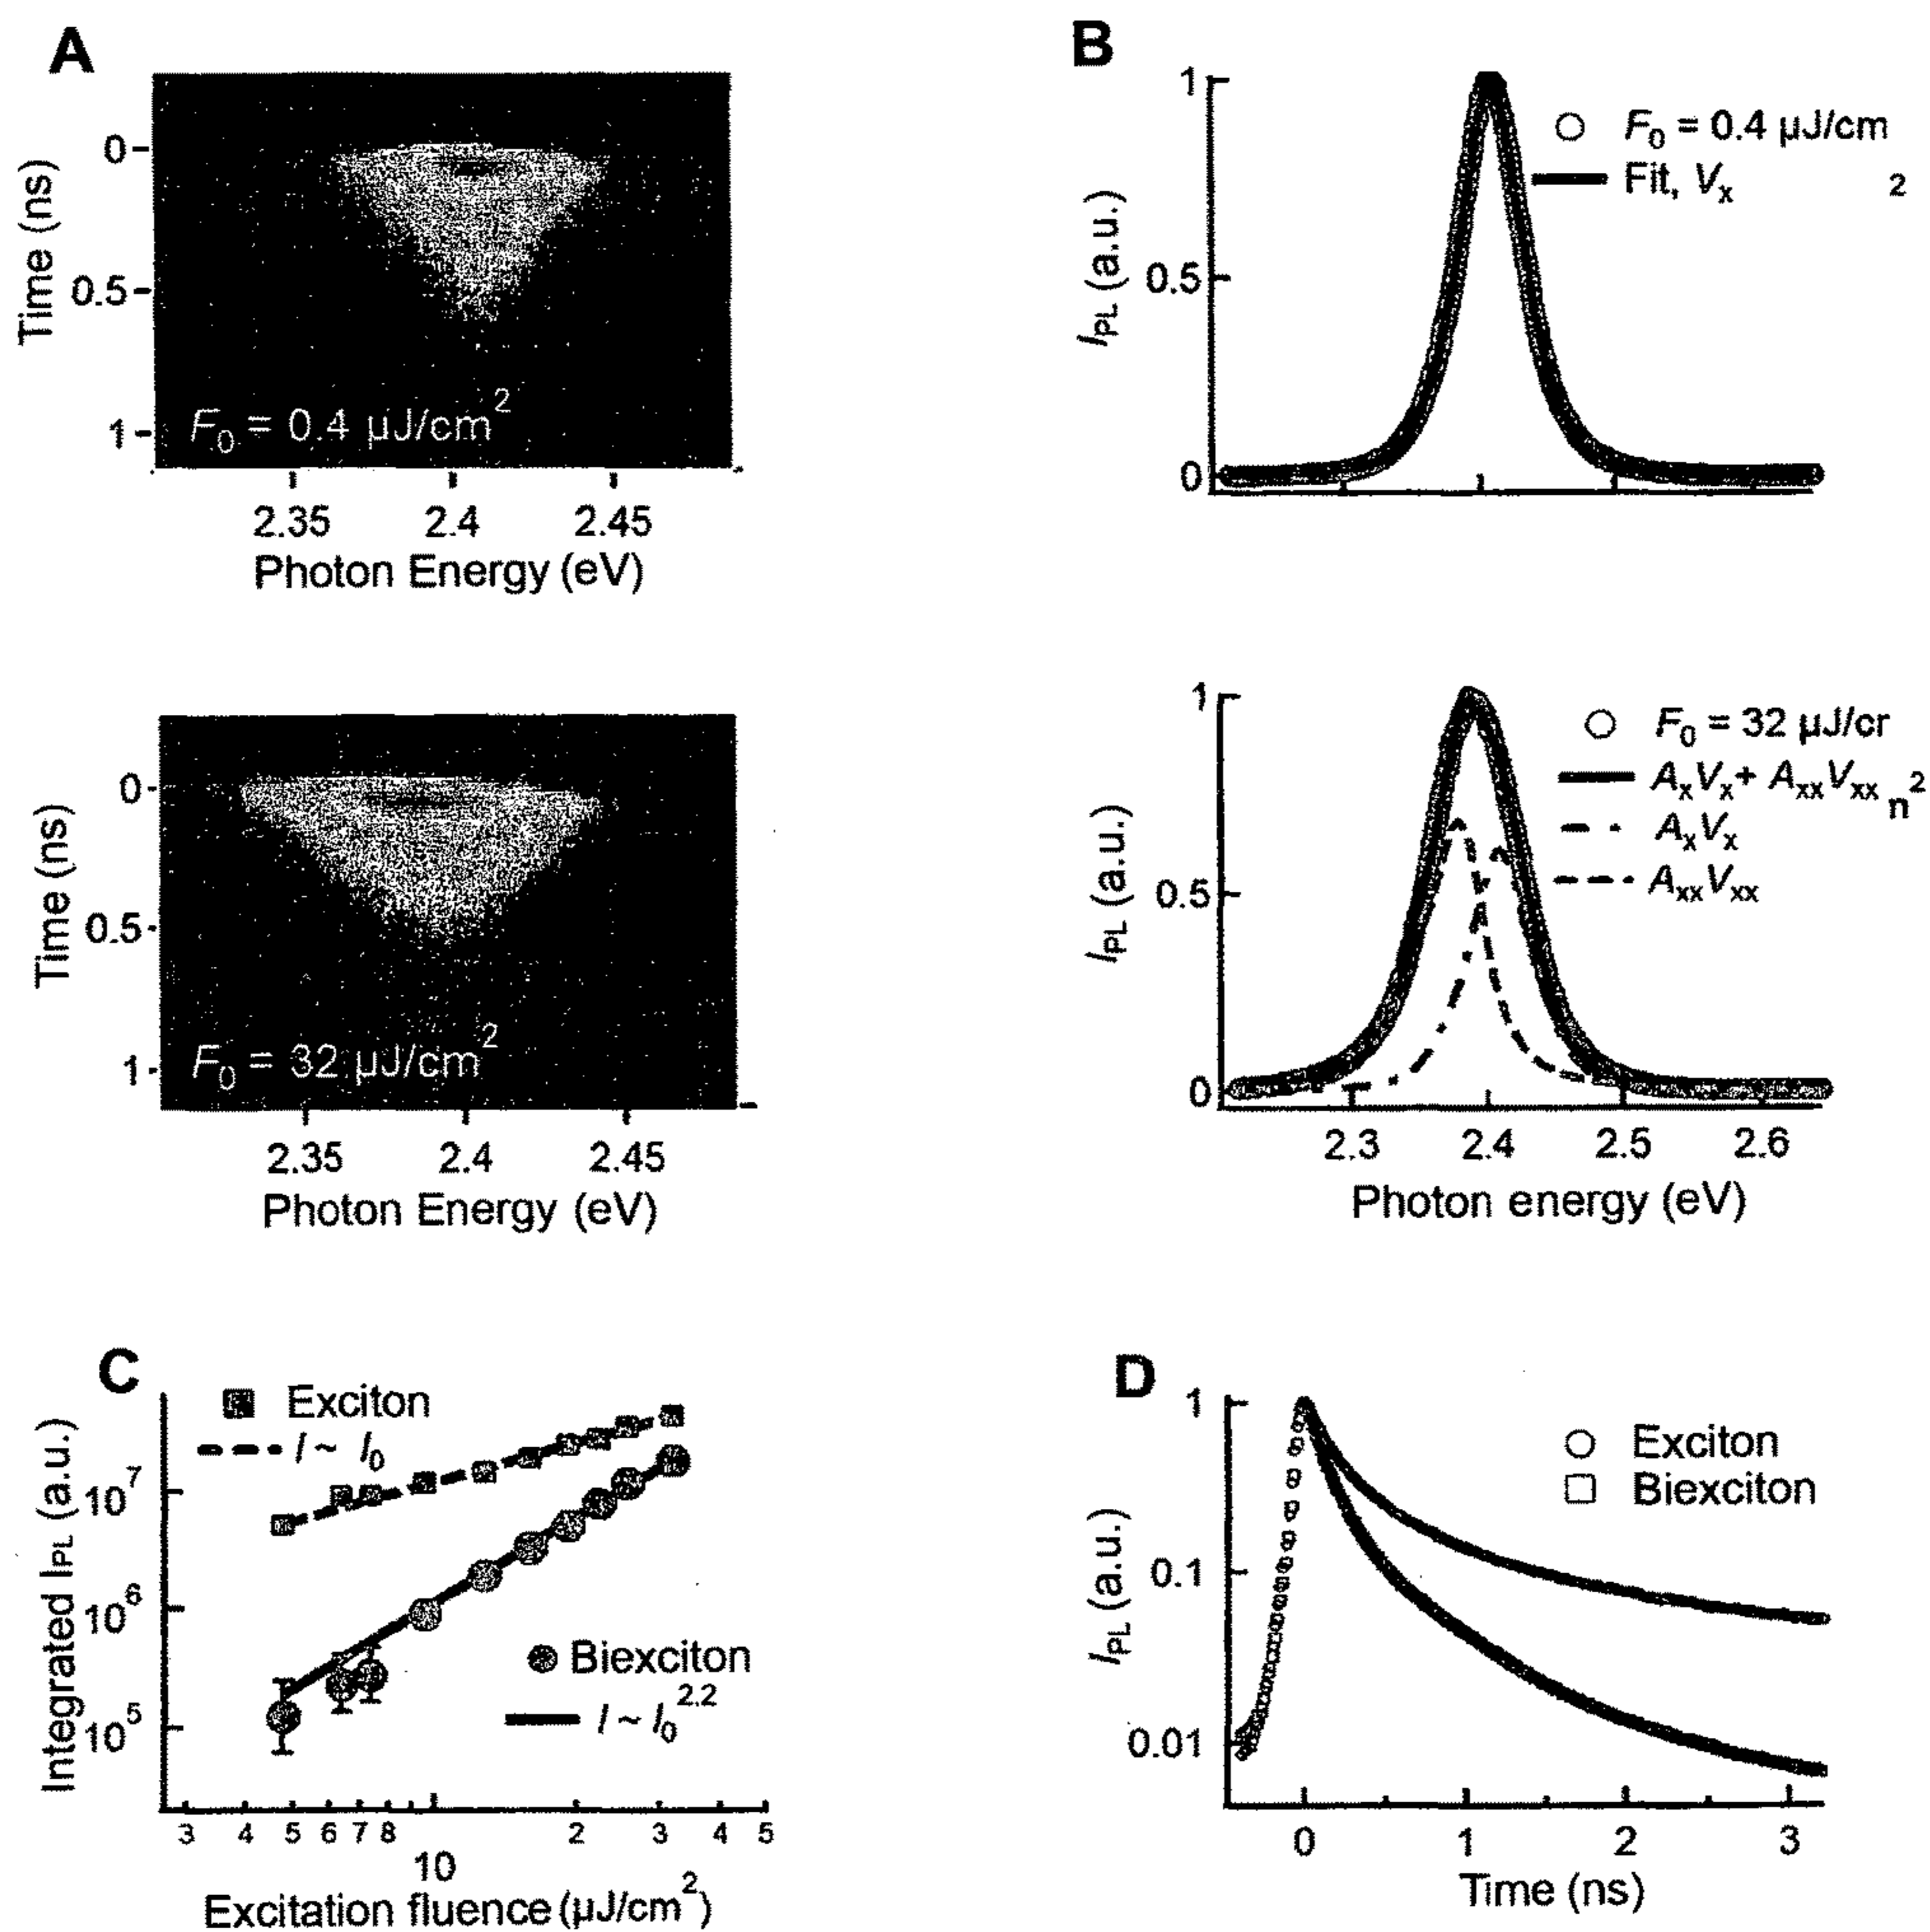 A
0
0.5
1
Time (ns)
F0 = 0.4 µJ/cm2
2.35 2.4 2.45
Photon Energy (eV)
B
1
0.5
0
IPL (a.u.)
F0 = 0.4 µJ/cm
Fit, Vx 2
0
0.5
1
Time (ns)
F0 = 32 µJ/cm2
2.35 2.4 2.45
Photon Energy (eV)
1
0.5
0
IPL (a.u.)
F0 = 32 µJ/cr
AxVx + AxxVxx n2
AxVx
AxxVxx
2.3 2.4 2.5 2.6
Photon energy (eV)
C
Exciton
I ~ I0
10^7
10^6
10^5
Integrated IPL (a.u.)
Biexciton
I ~ I0^2.2
3 4 5 6 7 8 2 3 4 5
10
Excitation fluence (µJ/cm2)
D
1
0.1
0.01
IPL (a.u.)
Exciton
Biexciton
0 1 2 3
Time (ns)